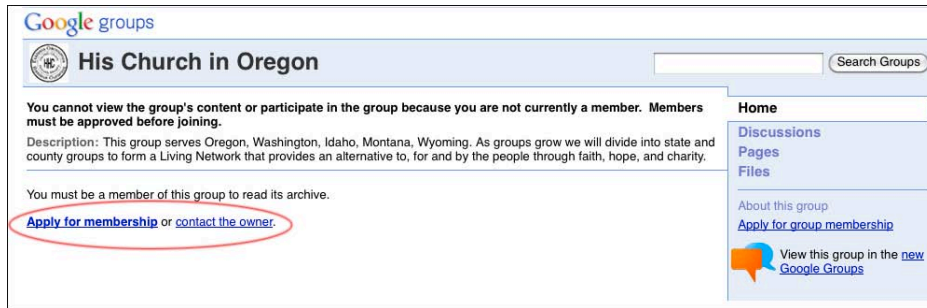 Google groups
His Church in Oregon
Search Groups
You cannot view the group's content or participate in the group because you are not currently a member. Members
must be approved before joining.
Description: This group serves Oregon, Washington, Idaho, Montana, Wyoming. As groups grow we will divide into state and
county groups to form a Living Network that provides an alternative to, for and by the people through faith, hope, and charity.
You must be a member of this group to read its archive.
Apply for membership or contact the owner.
Home
Discussions
Pages
Files
About this group
Apply for group membership
View this group in the new
Google Groups